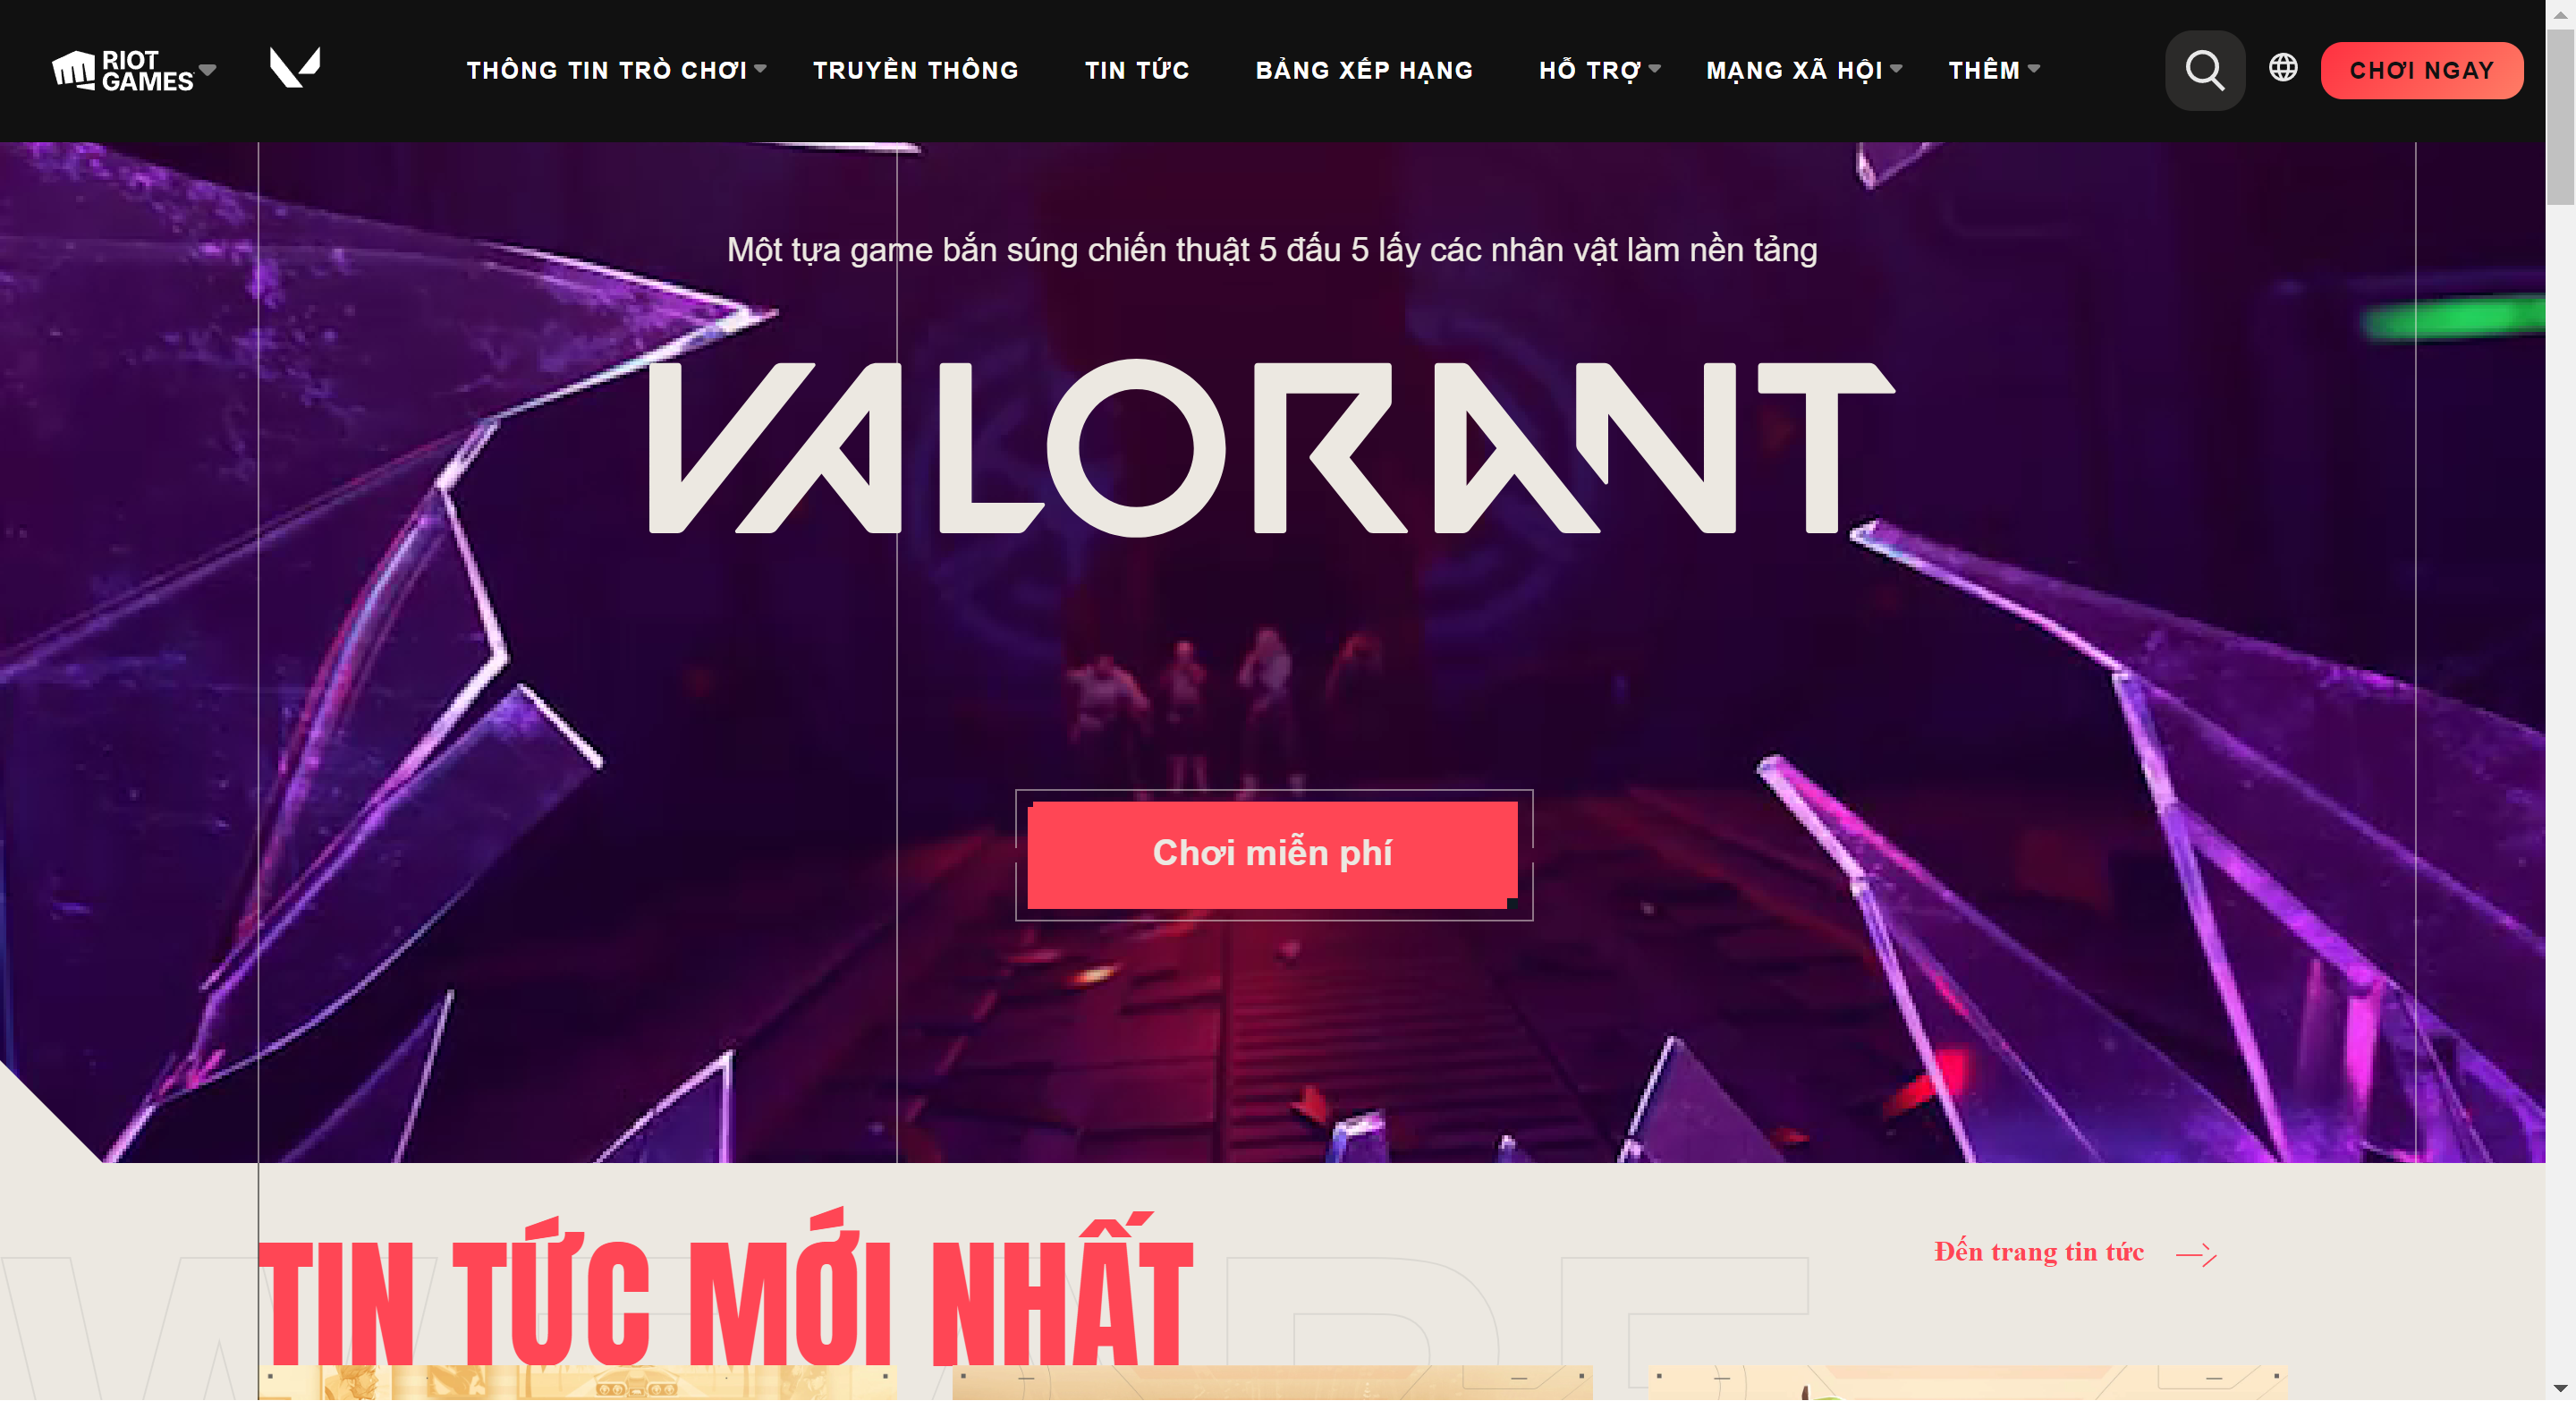 RIOT
GAMES
THÔNG TIN TRÒ CHƠI
TRUYỀN THÔNG
TIN TỨC
BẢNG XẾP HẠNG
HỖ TRỢ
MẠNG XÃ HỘI
THÊM
CHƠI NGAY
Một tựa game bắn súng chiến thuật 5 đấu 5 lấy các nhân vật làm nền tảng
VALORANT
Chơi miễn phí
TIN TỨC MỚI NHẤT
Đến trang tin tức